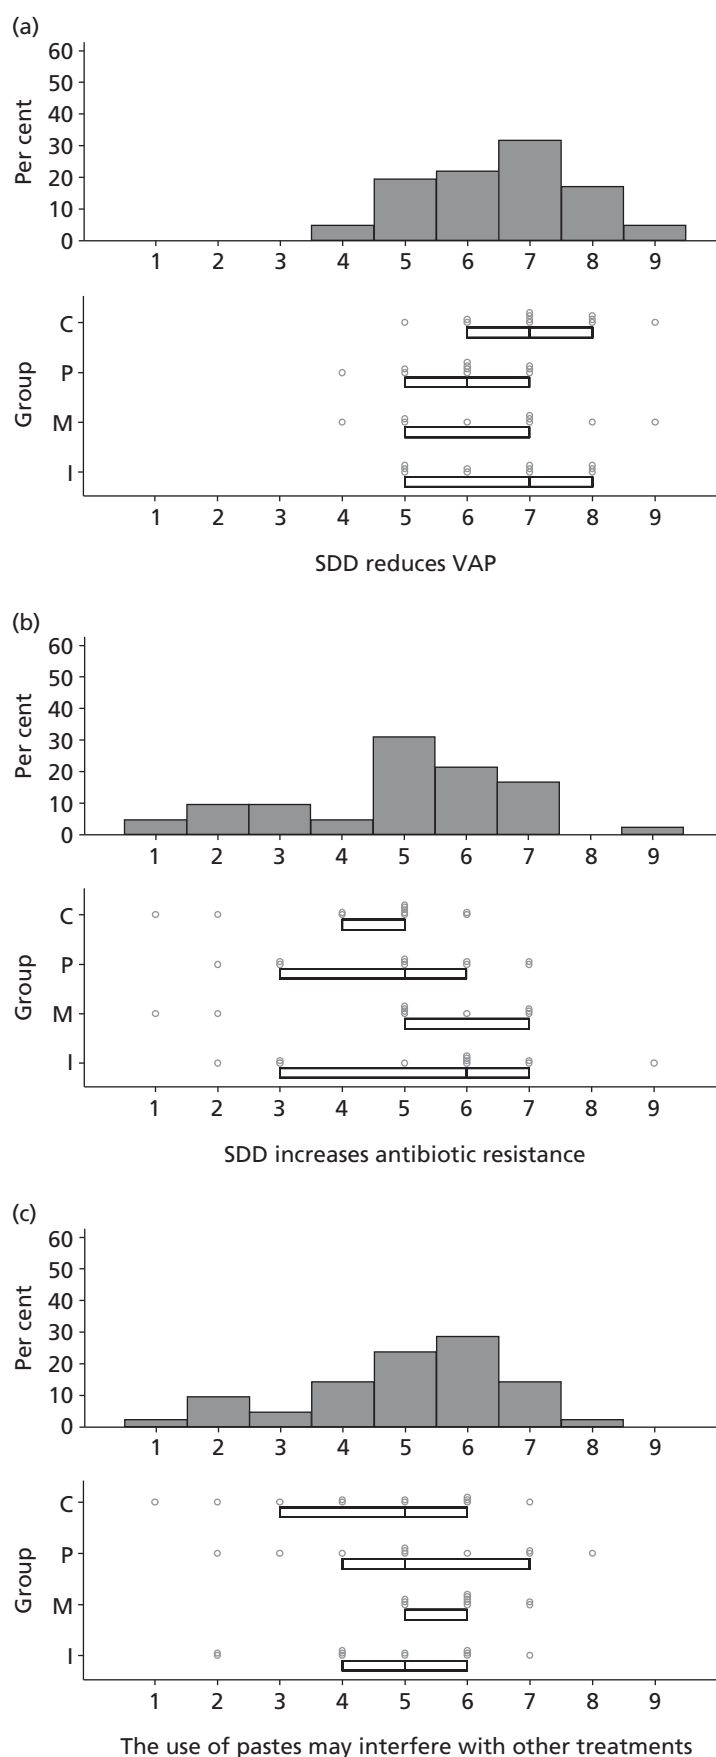 (a)
60
50
40
30
20
10
0
Per cent
1 2 3 4 5 6 7 8 9
C
P
M
I
Group
1 2 3 4 5 6 7 8 9
SDD reduces VAP
(b)
60
50
40
30
20
10
0
Per cent
1 2 3 4 5 6 7 8 9
C
P
M
I
Group
1 2 3 4 5 6 7 8 9
SDD increases antibiotic resistance
(c)
60
50
40
30
20
10
0
Per cent
1 2 3 4 5 6 7 8 9
C
P
M
I
Group
1 2 3 4 5 6 7 8 9
The use of pastes may interfere with other treatments